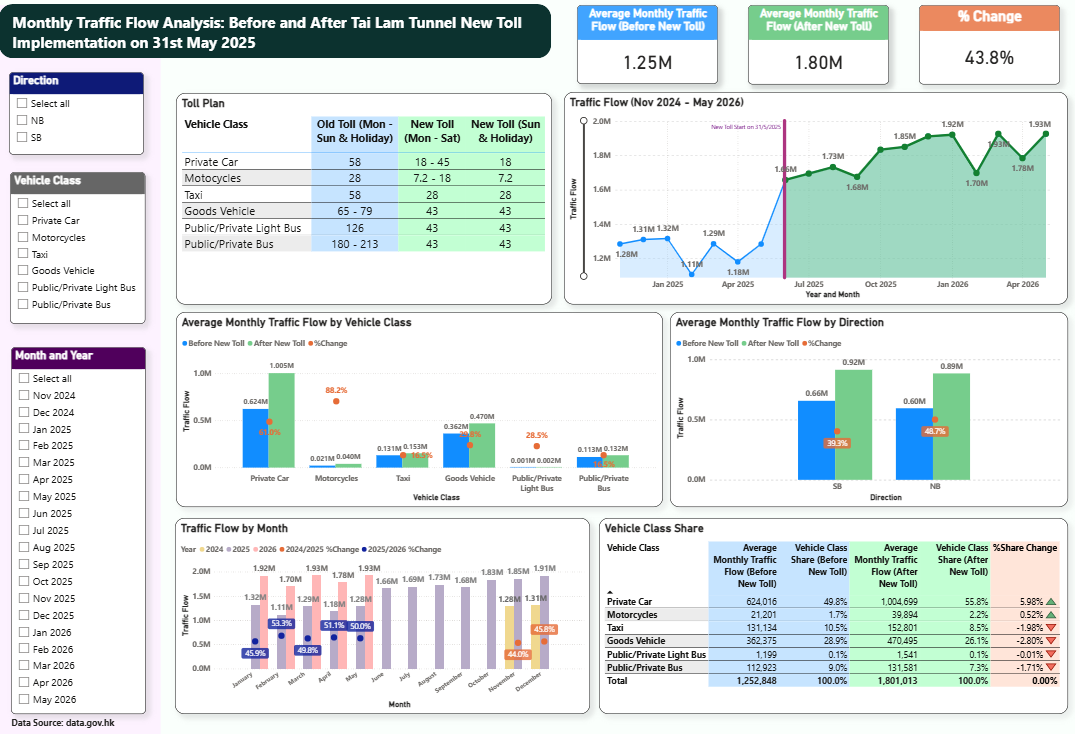 Monthly Traffic Flow Analysis: Before and After Tai Lam Tunnel New Toll
Implementation on 31st May 2025
Average Monthly Traffic
Flow (Before New Toll)
1.25M
Average Monthly Traffic
Flow (After New Toll)
1.80M
% Change
43.8%
Direction
Select all
NB
SB
Vehicle Class
Select all
Private Car
Motorcycles
Taxi
Goods Vehicle
Public/Private Light Bus
Public/Private Bus
Month and Year
Select all
Nov 2024
Dec 2024
Jan 2025
Feb 2025
Mar 2025
Apr 2025
May 2025
Jun 2025
Jul 2025
Aug 2025
Sep 2025
Oct 2025
Nov 2025
Dec 2025
Jan 2026
Feb 2026
Mar 2026
Apr 2026
May 2026
Data Source: data.gov.hk
Toll Plan
Vehicle Class Old Toll (Mon - Sun & Holiday) New Toll (Mon - Sat) New Toll (Sun & Holiday)
Private Car 58 18 - 45 18
Motocycles 28 7.2 - 18 7.2
Taxi 58 28 28
Goods Vehicle 65 - 79 43 43
Public/Private Light Bus 126 43 43
Public/Private Bus 180 - 213 43 43
Traffic Flow (Nov 2024 - May 2026)
New Toll Start on 31/5/2025
Traffic Flow
2.0M
1.8M
1.6M
1.4M
1.2M
1.28M 1.31M 1.32M 1.11M 1.29M 1.18M 1.66M 1.73M 1.68M 1.85M 1.92M 1.70M 1.93M 1.78M 1.93M
Jan 2025 Apr 2025 Jul 2025 Oct 2025 Jan 2026 Apr 2026
Year and Month
Average Monthly Traffic Flow by Vehicle Class
Before New Toll After New Toll %Change
Traffic Flow
1.0M
0.5M
0.0M
0.624M 1.005M 61.0%
0.021M 0.040M 88.2%
0.131M 0.153M 16.5%
0.362M 0.470M 29.8%
0.001M 0.002M 28.5%
0.113M 0.132M 16.5%
Private Car Motorcycles Taxi Goods Vehicle Public/Private Light Bus Public/Private Bus
Vehicle Class
Average Monthly Traffic Flow by Direction
Before New Toll After New Toll %Change
Traffic Flow
1.0M
0.5M
0.0M
0.66M 0.92M 39.3%
0.60M 0.89M 48.7%
SB NB
Direction
Traffic Flow by Month
Year 2024 2025 2026 2024/2025 %Change 2025/2026 %Change
Traffic Flow
2.0M
1.5M
1.0M
0.5M
0.0M
1.32M 1.92M 45.9%
1.11M 1.70M 53.3%
1.29M 1.93M 49.8%
1.18M 1.78M 51.1%
1.28M 1.93M 50.0%
1.66M 1.69M 1.73M 1.68M 1.83M
1.28M 1.85M 44.0%
1.31M 1.91M 45.8%
January February March April May June July August September October November December
Month
Vehicle Class Share
Vehicle Class Average Monthly Traffic Flow (Before New Toll) Vehicle Class Share (Before New Toll) Average Monthly Traffic Flow (After New Toll) Vehicle Class Share (After New Toll) %Share Change
Private Car 624,016 49.8% 1,004,699 55.8% 5.98%
Motorcycles 21,201 1.7% 39,894 2.2% 0.52%
Taxi 131,134 10.5% 152,801 8.5% -1.98%
Goods Vehicle 362,375 28.9% 470,495 26.1% -2.80%
Public/Private Light Bus 1,199 0.1% 1,541 0.1% -0.01%
Public/Private Bus 112,923 9.0% 131,581 7.3% -1.71%
Total 1,252,848 100.0% 1,801,013 100.0% 0.00%